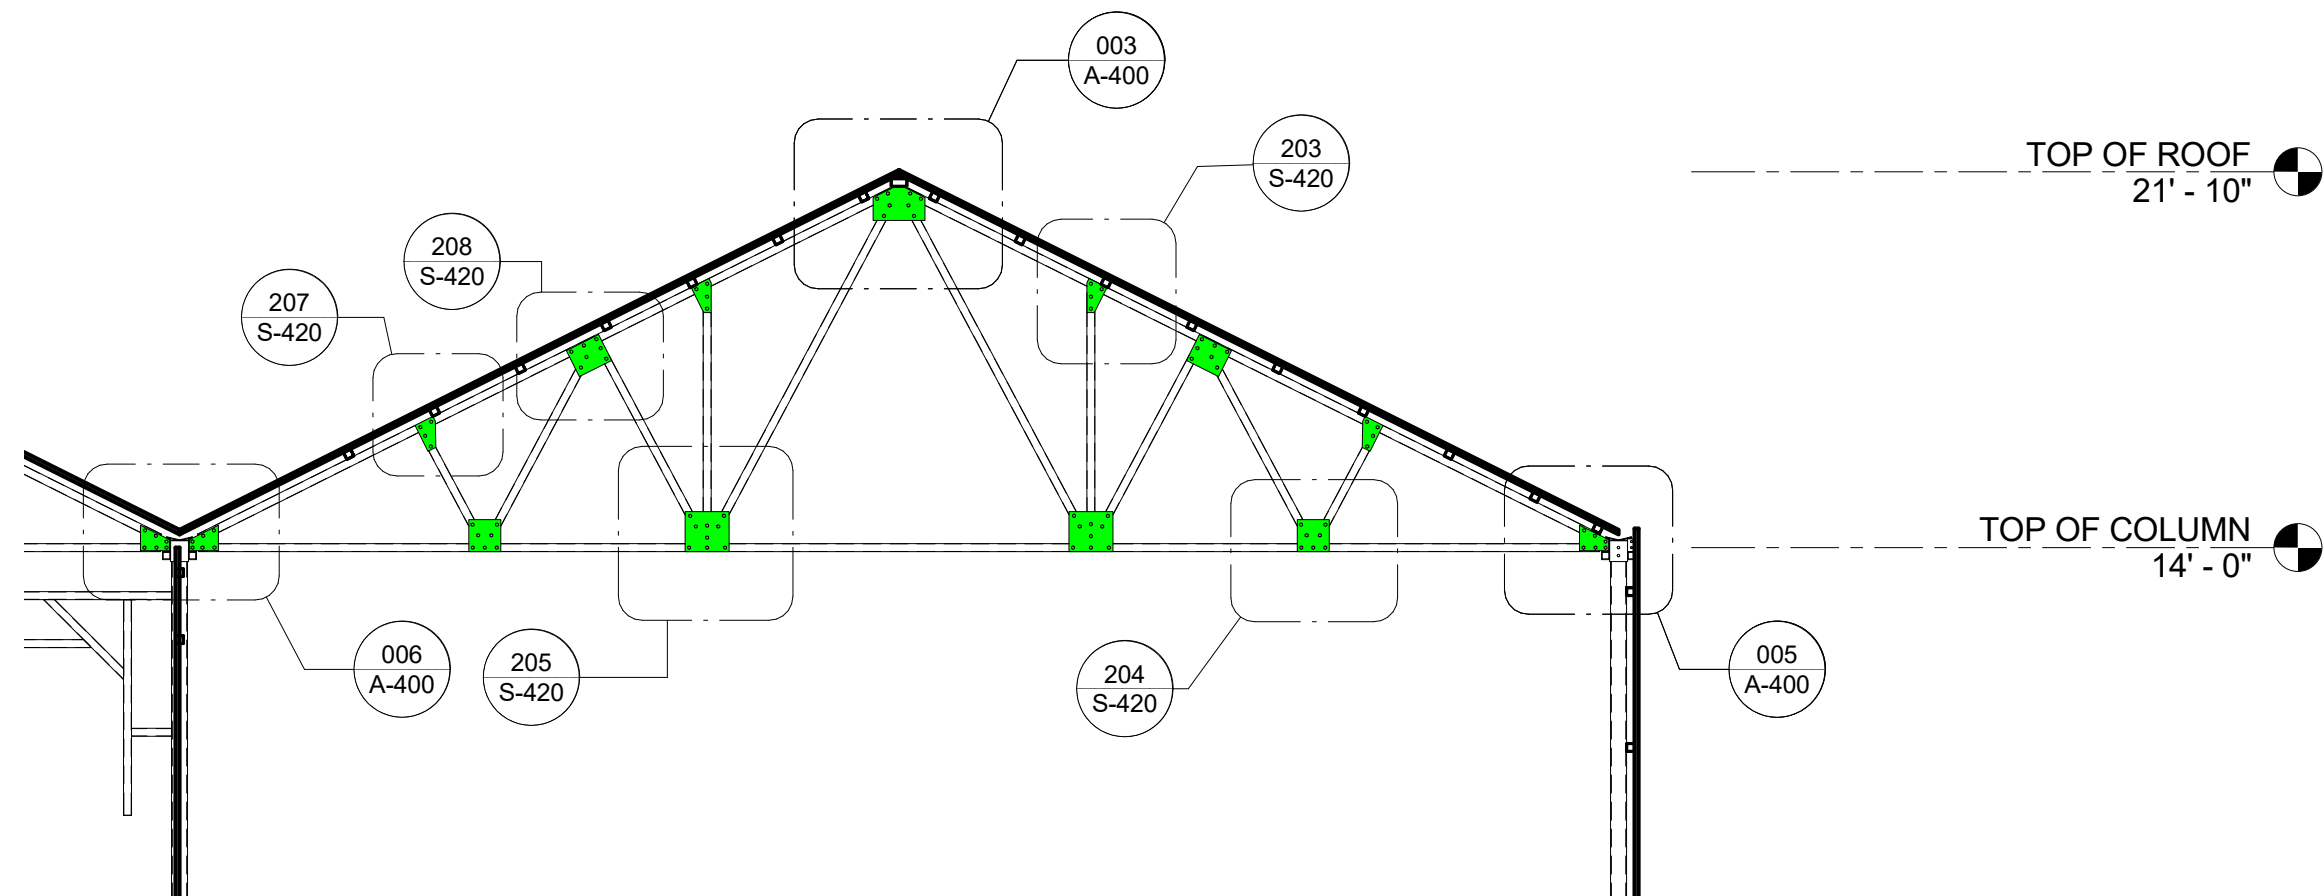 003
A-400
203
S-420
TOP OF ROOF
21' - 10"
208
S-420
207
S-420
TOP OF COLUMN
14' - 0"
006
A-400
205
S-420
204
S-420
005
A-400